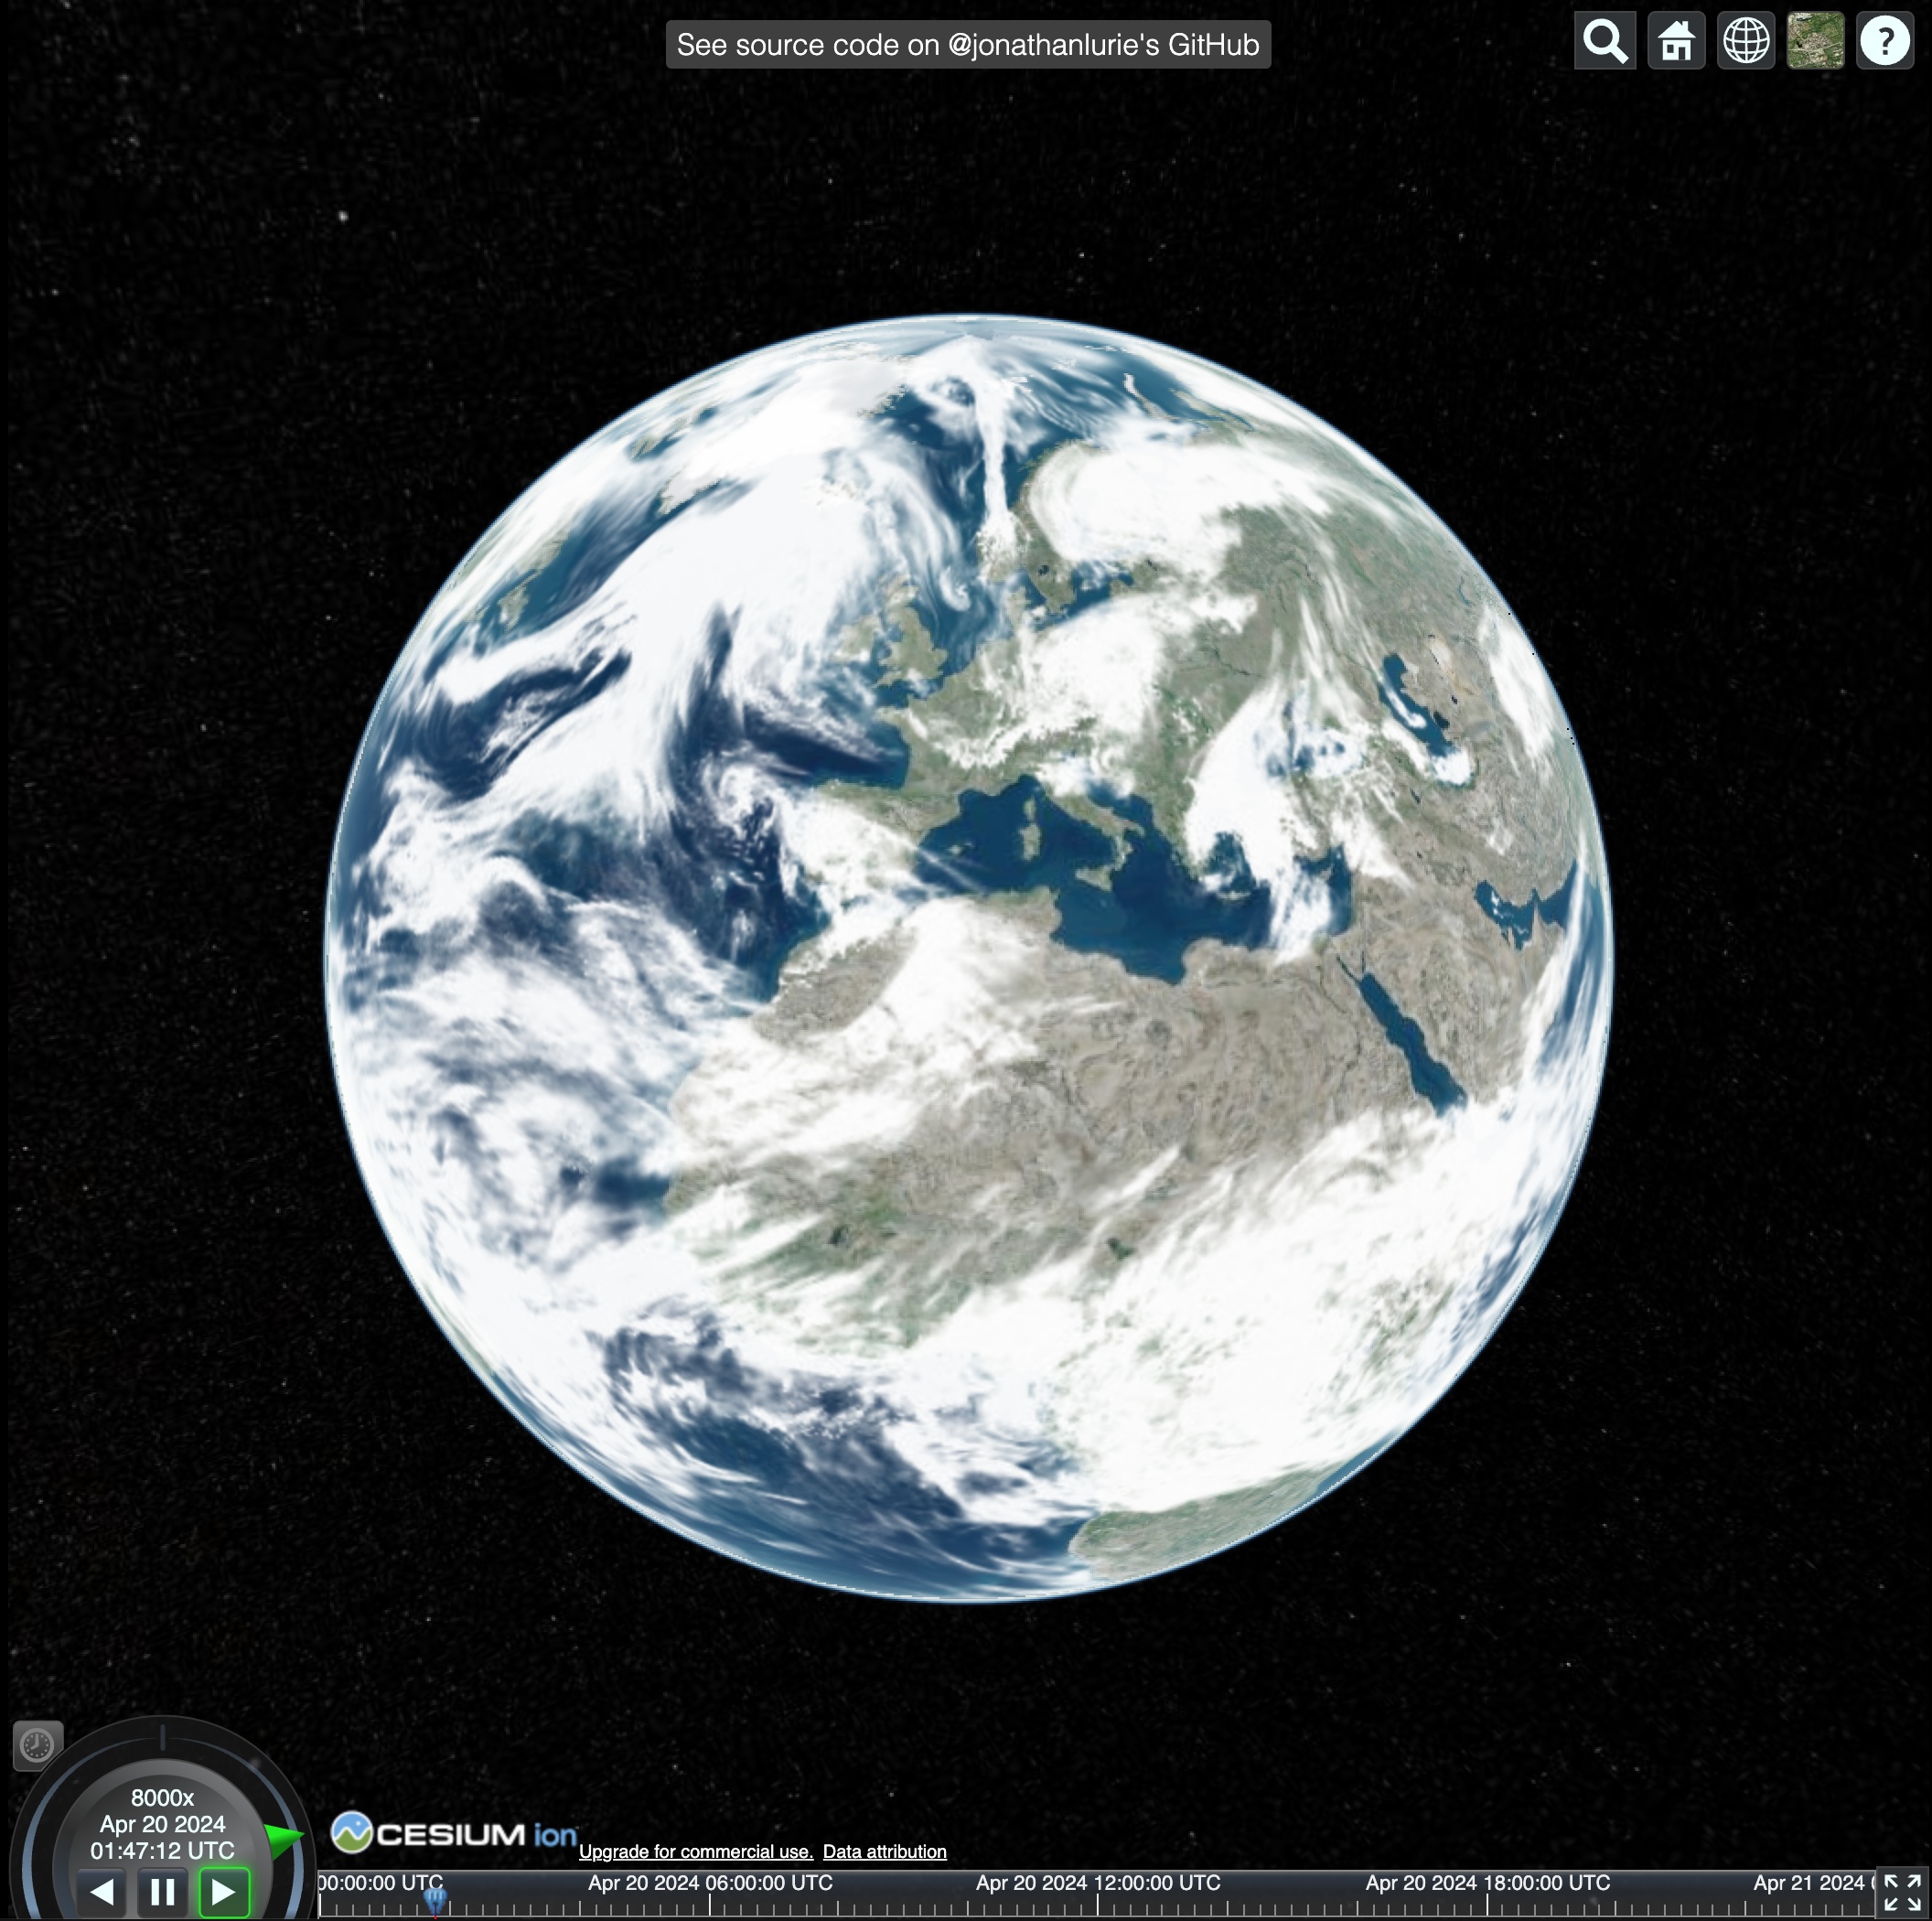 See source code on @jonathanlurie's GitHub
?
8000x
Apr 20 2024
01:47:12 UTC
CESIUM ion
Upgrade for commercial use. Data attribution
00:00:00 UTC Apr 20 2024 06:00:00 UTC Apr 20 2024 12:00:00 UTC Apr 20 2024 18:00:00 UTC Apr 21 2024